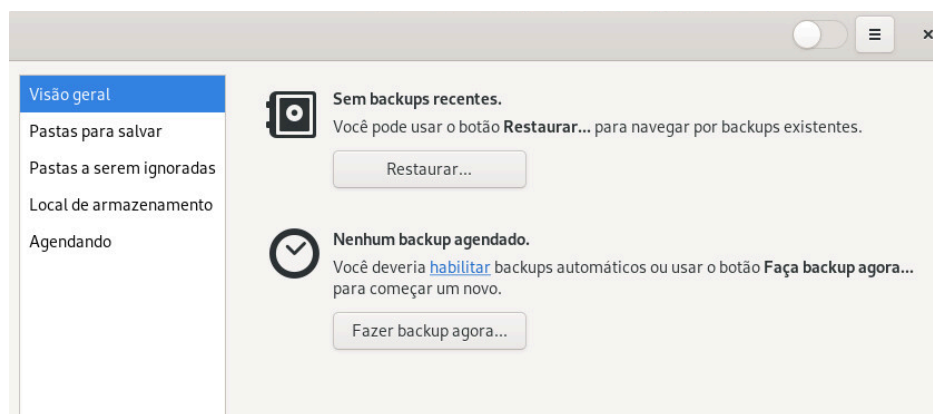 Visão geral
Pastas para salvar
Pastas a serem ignoradas
Local de armazenamento
Agendando
Sem backups recentes.
Você pode usar o botão Restaurar... para navegar por backups existentes.
Restaurar...
Nenhum backup agendado.
Você deveria habilitar backups automáticos ou usar o botão Faça backup agora...
para começar um novo.
Fazer backup agora...